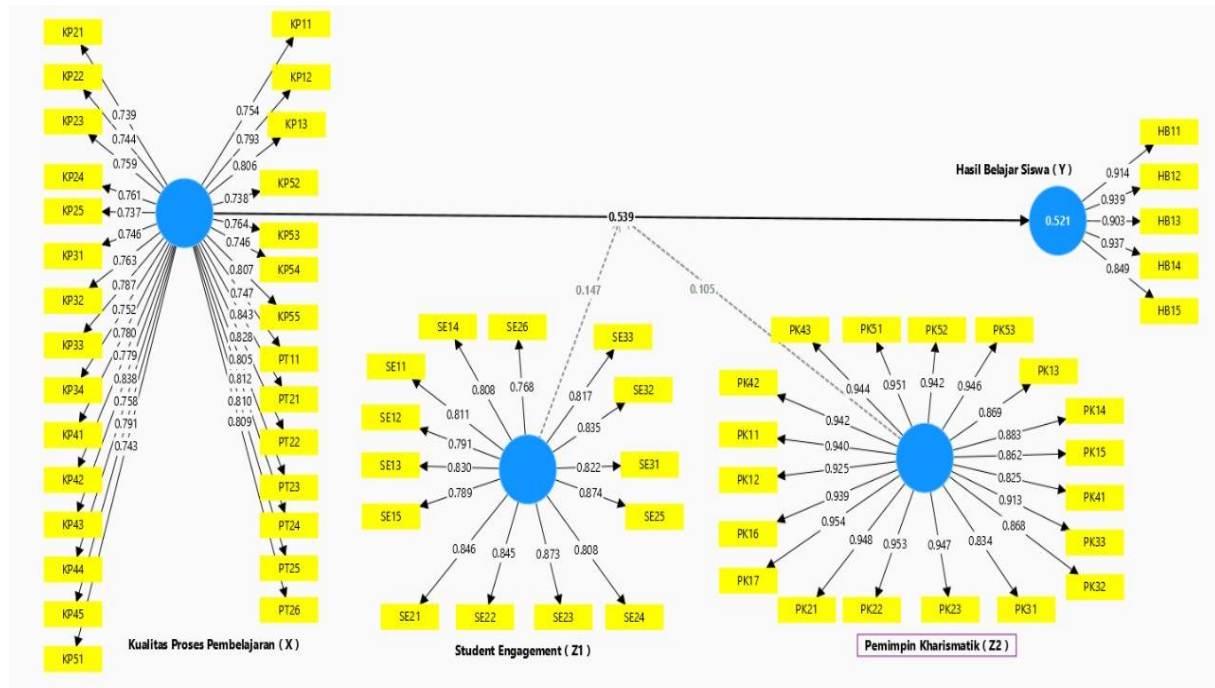 KP21
KP22
KP23
KP24
KP25
KP31
KP32
KP33
KP34
KP41
KP42
KP43
KP44
KP45
KP51
0.739
0.744
0.759
0.761
0.737
0.746
0.763
0.787
0.752
0.780
0.779
0.838
0.758
0.791
0.743
KP11
KP12
KP13
KP52
KP53
KP54
KP55
PT11
PT21
PT22
PT23
PT24
PT25
PT26
0.754
0.793
0.806
0.738
0.764
0.746
0.807
0.747
0.843
0.828
0.805
0.812
0.810
0.809
Kualitas Proses Pembelajaran ( X )
0.539
0.147
0.105
Hasil Belajar Siswa ( Y )
0.521
0.914
0.939
0.903
0.937
0.849
HB11
HB12
HB13
HB14
HB15
SE14
SE26
SE33
SE11
SE32
SE12
SE13
SE31
SE15
SE25
0.808
0.768
0.817
0.811
0.835
0.791
0.830
0.822
0.789
0.874
0.846
0.845
0.873
0.808
SE21
SE22
SE23
SE24
Student Engagement ( Z1 )
PK43
PK51
PK52
PK53
PK13
PK42
PK14
PK11
PK15
PK12
PK41
PK16
PK33
PK17
PK32
0.944
0.951
0.942
0.946
0.869
0.942
0.883
0.940
0.862
0.925
0.825
0.939
0.913
0.954
0.868
0.948
0.953
0.947
0.834
PK21
PK22
PK23
PK31
Pemimpin Kharismatik ( Z2 )